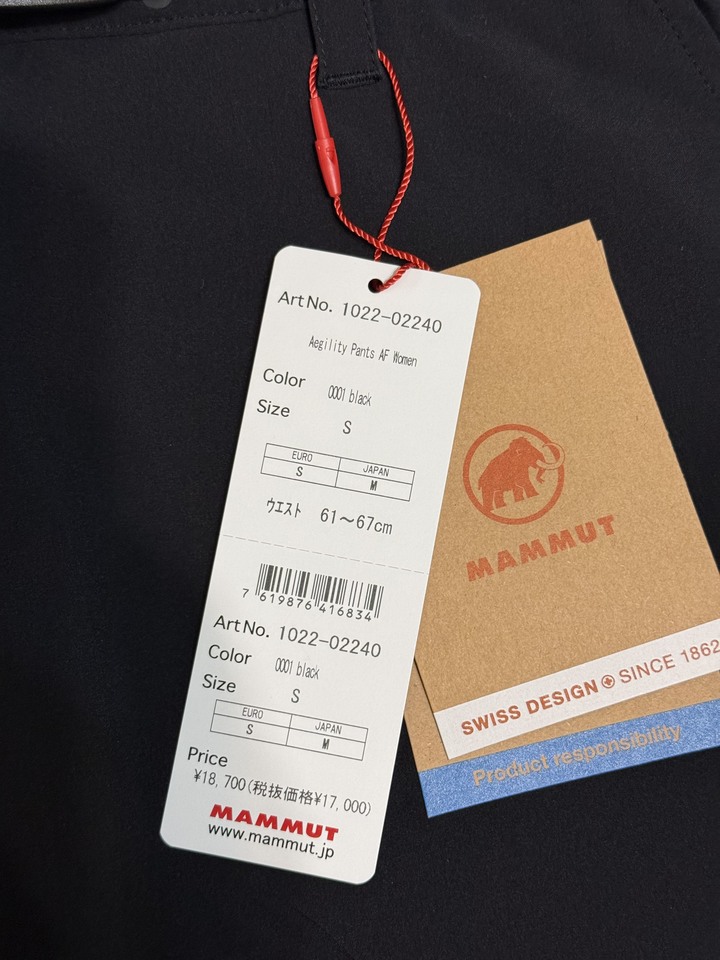 Art No. 1022-02240
Aegility Pants AF Women
Color 0001 black
Size S
EURO JAPAN
S M
ウエスト 61～67cm
7 619876 416834
Art No. 1022-02240
Color 0001 black
Size S
EURO JAPAN
S M
Price
¥18,700(税抜価格¥17,000)
MAMMUT
www.mammut.jp
MAMMUT
SWISS DESIGN SINCE 1862
Product responsibility